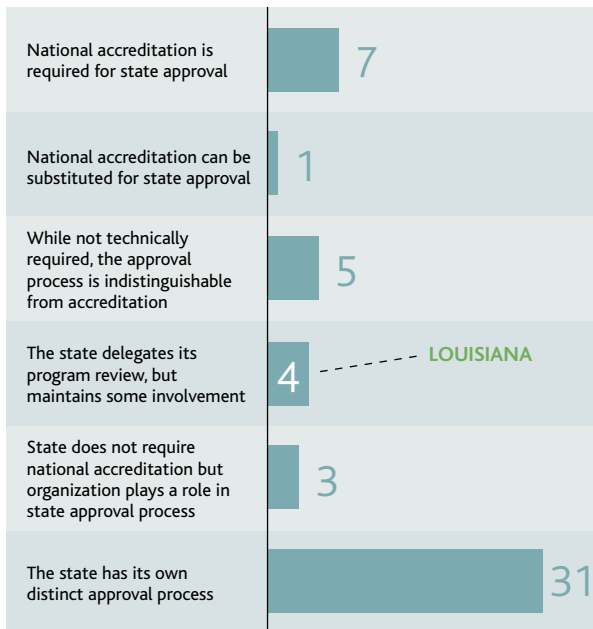 National accreditation is
required for state approval
7
National accreditation can be
substituted for state approval
1
While not technically
required, the approval
process is indistinguishable
from accreditation
5
The state delegates its
program review, but
maintains some involvement
4
LOUISIANA
State does not require
national accreditation but
organization plays a role in
state approval process
3
The state has its own
distinct approval process
31